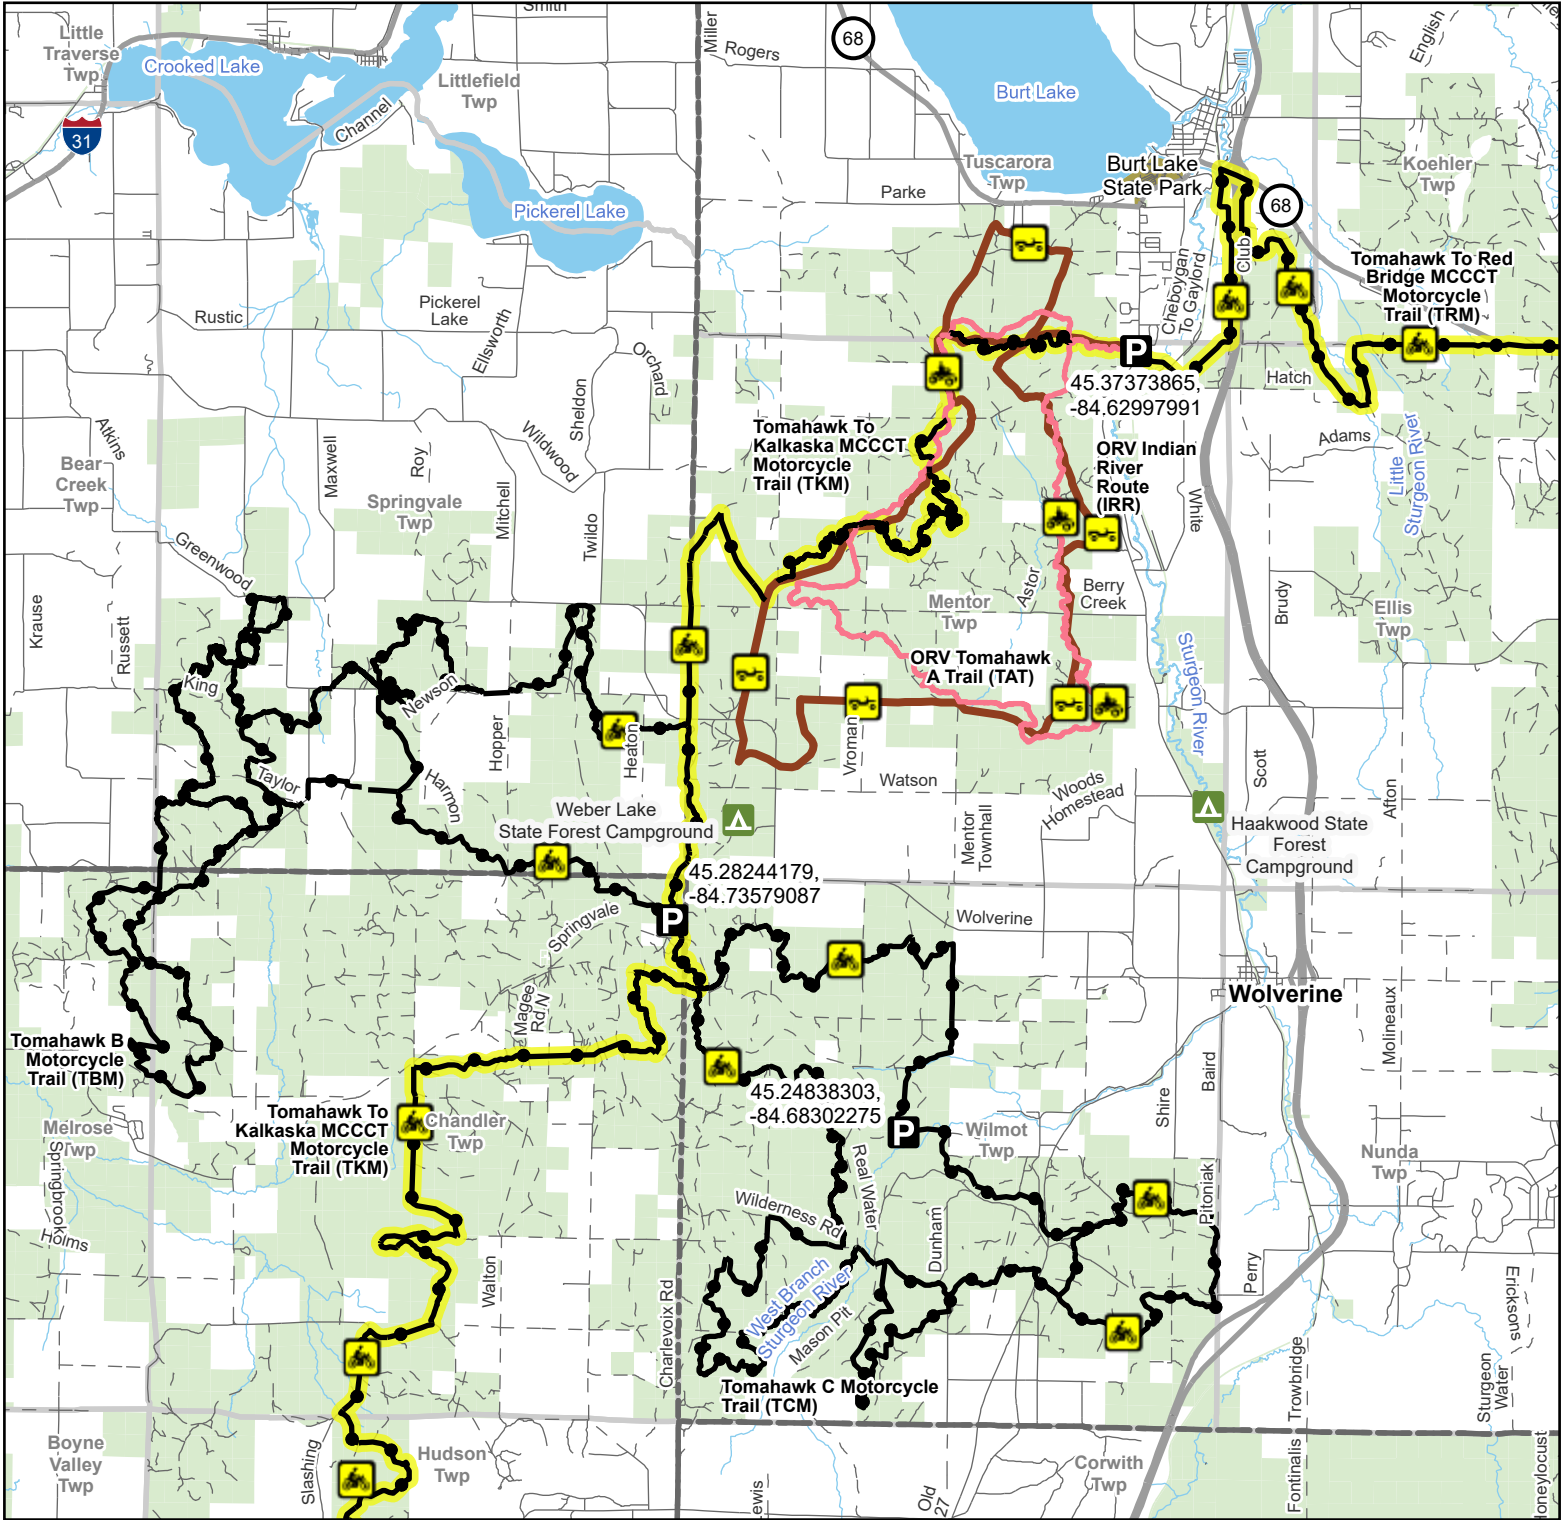 Smith
Little
Traverse
Twp
Crooked Lake
Littlefield
Twp
Channel
31
Miller
Rogers
68
English
Burt Lake
Tuscarora
Twp
Burt Lake
State Park
Koehler
Twp
Parke
Pickerel Lake
68
Club
Cheboygan
To Gaylord
Tomahawk To Red
Bridge MCCCT
Motorcycle
Trail (TRM)
Rustic
Pickerel
Lake
Ellsworth
Orchard
P
45.37373865,
-84.62997991
Hatch
Sheldon
Wildwood
Atkins
Maxwell
Roy
Bear
Creek
Twp
Springvale
Twp
Mitchell
Twildo
Tomahawk To
Kalkaska MCCCT
Motorcycle
Trail (TKM)
ORV Indian
River
Route
(IRR)
White
Adams
Little
Sturgeon River
Greenwood
Krause
Russett
Astor
Berry
Creek
Mentor
Twp
Brudy
Ellis
Twp
ORV Tomahawk
A Trail (TAT)
Sturgeon River
King
Newson
Hopper
Heaton
Vroman
Watson
Woods
Homestead
Scott
Afton
Taylor
Harmon
Weber Lake
State Forest Campground
Mentor
Townhall
Haakwood State
Forest
Campground
45.28244179,
-84.73579087
P
Springvale
Wolverine
Wolverine
Magee
Rd N
Molineaux
Tomahawk B
Motorcycle
Trail (TBM)
Baird
Shire
45.24838303,
-84.68302275
P
Tomahawk To
Kalkaska MCCCT
Motorcycle
Trail (TKM)
Chandler
Twp
Melrose
Twp
Springbrook
Holms
Wilmot
Twp
Nunda
Twp
Real Water
Wilderness Rd
Dunham
Pitoniak
Perry
Walton
Charlevoix Rd
West Branch
Sturgeon River
Mason Pit
Ericksons
Trowbridge
Sturgeon
Water
Tomahawk C Motorcycle
Trail (TCM)
Boyne
Valley
Twp
Slashing
Hudson
Twp
Corwith
Twp
Old
27
Fontinalis
Honeylocust